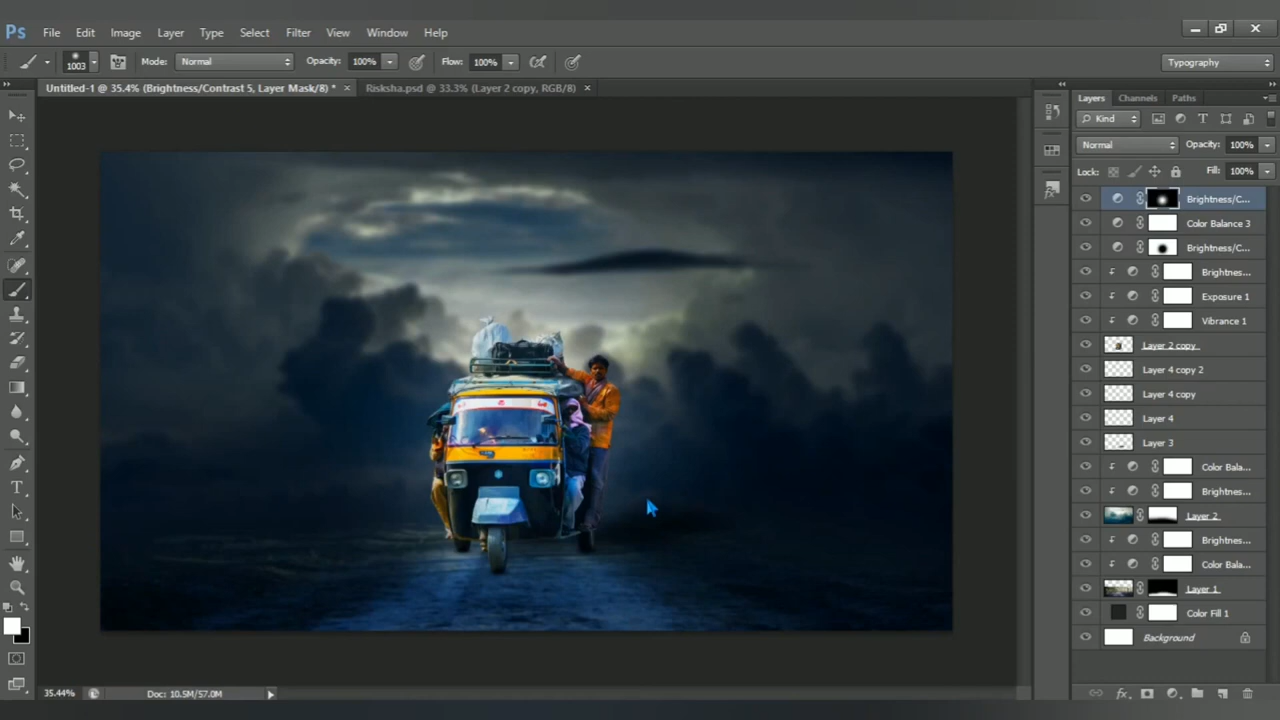 Ps File Edit Image Layer Type Select Filter View Window Help
1003 Mode: Normal Opacity: 100% Flow: 100% Typography
Untitled-1 @ 35.4% (Brightness/Contrast 5, Layer Mask/8) * × Risksha.psd @ 33.3% (Layer 2 copy, RGB/8) ×
Layers Channels Paths
Kind
Normal Opacity: 100%
Lock: Fill: 100%
Brightness/C...
Color Balance 3
Brightness/C...
Brightnes...
Exposure 1
Vibrance 1
Layer 2 copy
Layer 4 copy 2
Layer 4 copy
Layer 4
Layer 3
Color Bala...
Brightnes...
Layer 2
Brightnes...
Color Bala...
Layer 1
Color Fill 1
Background
35.44% Doc: 10.5M/57.0M